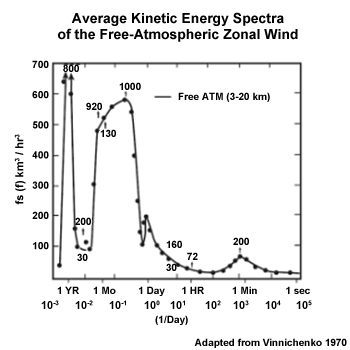 Average Kinetic Energy Spectra
of the Free-Atmospheric Zonal Wind
fs (f) km³ / hr³
700
600
500
400
300
200
100
800
920
130
1000
Free ATM (3-20 km)
200
30
160
30
72
200
1 YR
1 Mo
1 Day
1 HR
1 Min
1 sec
10⁻³ 10⁻² 10⁻¹ 10⁰ 10¹ 10² 10³ 10⁴ 10⁵
(1/Day)
Adapted from Vinnichenko 1970